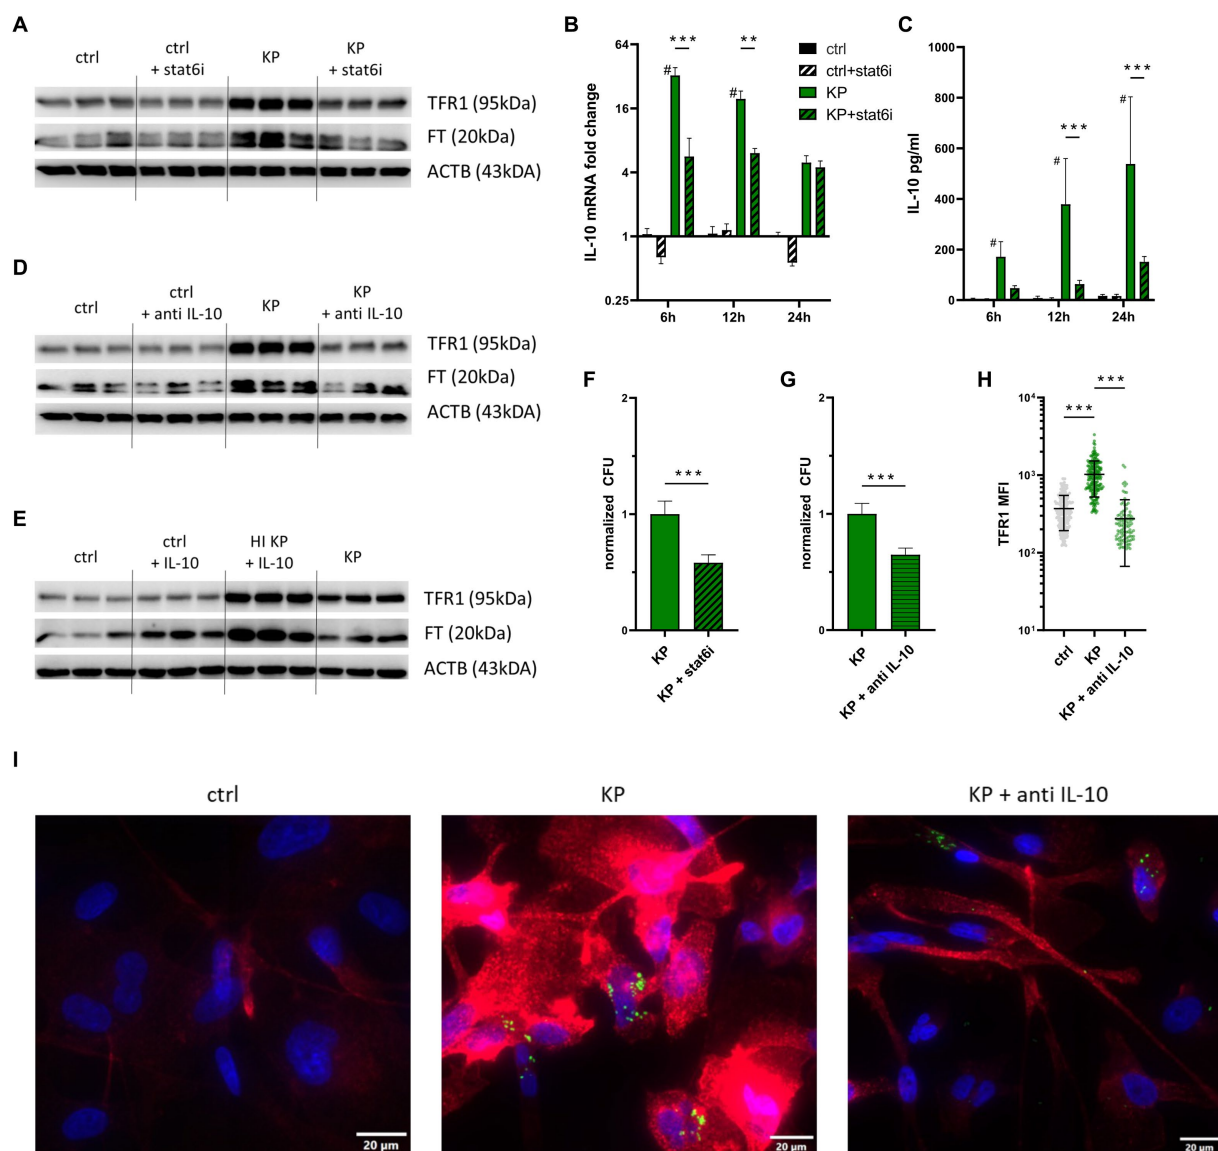 A
ctrl
ctrl
+ stat6i
KP
KP
+ stat6i
TFR1 (95kDa)
FT (20kDa)
ACTB (43kDA)
B
IL-10 mRNA fold change
64
16
4
1
0.25
# ***
# **
6h 12h 24h
ctrl
ctrl+stat6i
KP
KP+stat6i
C
IL-10 pg/ml
1000
800
600
400
200
0
#
# ***
# ***
6h 12h 24h
D
ctrl
ctrl
+ anti IL-10
KP
KP
+ anti IL-10
TFR1 (95kDa)
FT (20kDa)
ACTB (43kDA)
E
ctrl
ctrl
+ IL-10
HI KP
+ IL-10
KP
TFR1 (95kDa)
FT (20kDa)
ACTB (43kDA)
F
normalized CFU
2
1
0
***
KP
KP + stat6i
G
normalized CFU
2
1
0
***
KP
KP + anti IL-10
H
TFR1 MFI
10⁴
10³
10²
10¹
*** ***
ctrl
KP
KP + anti IL-10
I
ctrl
KP
KP + anti IL-10
20 µm
20 µm
20 µm